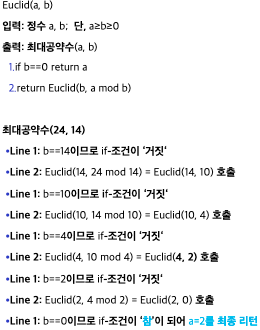 Euclid(a, b)
입력: 정수 a, b;  단, a≥b≥0
출력: 최대공약수(a, b)
1.if b==0 return a
2.return Euclid(b, a mod b)
최대공약수(24, 14)
•Line 1: b==14이므로 if-조건이 ‘거짓‘
•Line 2: Euclid(14, 24 mod 14) = Euclid(14, 10) 호출
•Line 1: b==10이므로 if-조건이 ‘거짓‘
•Line 2: Euclid(10, 14 mod 10) = Euclid(10, 4) 호출
•Line 1: b==4이므로 if-조건이 ‘거짓‘
•Line 2: Euclid(4, 10 mod 4) = Euclid(4, 2) 호출
•Line 1: b==2이므로 if-조건이 ‘거짓‘
•Line 2: Euclid(2, 4 mod 2) = Euclid(2, 0) 호출
•Line 1: b==0이므로 if-조건이 ‘참’이 되어 a=2를 최종 리턴